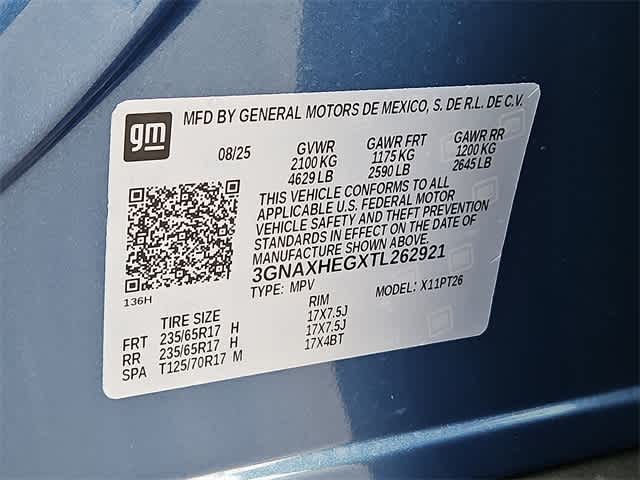 gm
MFD BY GENERAL MOTORS DE MEXICO, S. DE R.L. DE C.V.
08/25 GVWR GAWR FRT GAWR RR
2100 KG 1175 KG 1200 KG
4629 LB 2590 LB 2645 LB
THIS VEHICLE CONFORMS TO ALL
APPLICABLE U.S. FEDERAL MOTOR
VEHICLE SAFETY AND THEFT PREVENTION
STANDARDS IN EFFECT ON THE DATE OF
MANUFACTURE SHOWN ABOVE.
3GNAXHEGXTL262921
TYPE: MPV MODEL: X11PT26
136H
TIRE SIZE RIM
FRT 235/65R17 H 17X7.5J
RR 235/65R17 H 17X7.5J
SPA T125/70R17 M 17X4BT